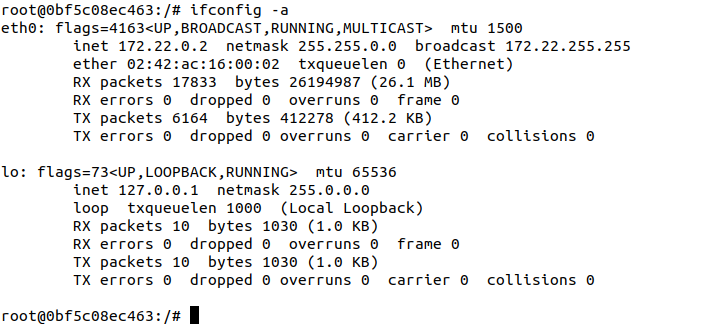 root@0bf5c08ec463:/# ifconfig -a
eth0: flags=4163<UP,BROADCAST,RUNNING,MULTICAST>  mtu 1500
        inet 172.22.0.2  netmask 255.255.0.0  broadcast 172.22.255.255
        ether 02:42:ac:16:00:02  txqueuelen 0  (Ethernet)
        RX packets 17833  bytes 26194987 (26.1 MB)
        RX errors 0  dropped 0  overruns 0  frame 0
        TX packets 6164  bytes 412278 (412.2 KB)
        TX errors 0  dropped 0 overruns 0  carrier 0  collisions 0

lo: flags=73<UP,LOOPBACK,RUNNING>  mtu 65536
        inet 127.0.0.1  netmask 255.0.0.0
        loop  txqueuelen 1000  (Local Loopback)
        RX packets 10  bytes 1030 (1.0 KB)
        RX errors 0  dropped 0  overruns 0  frame 0
        TX packets 10  bytes 1030 (1.0 KB)
        TX errors 0  dropped 0 overruns 0  carrier 0  collisions 0

root@0bf5c08ec463:/#